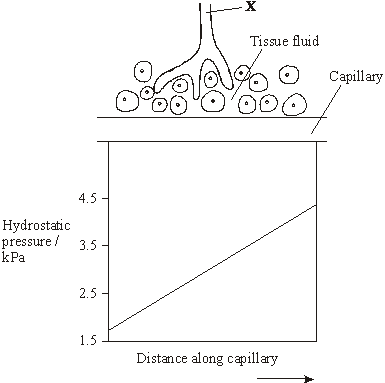 X
Tissue fluid
Capillary
Hydrostatic
pressure /
kPa
4.5
3.5
2.5
1.5
Distance along capillary